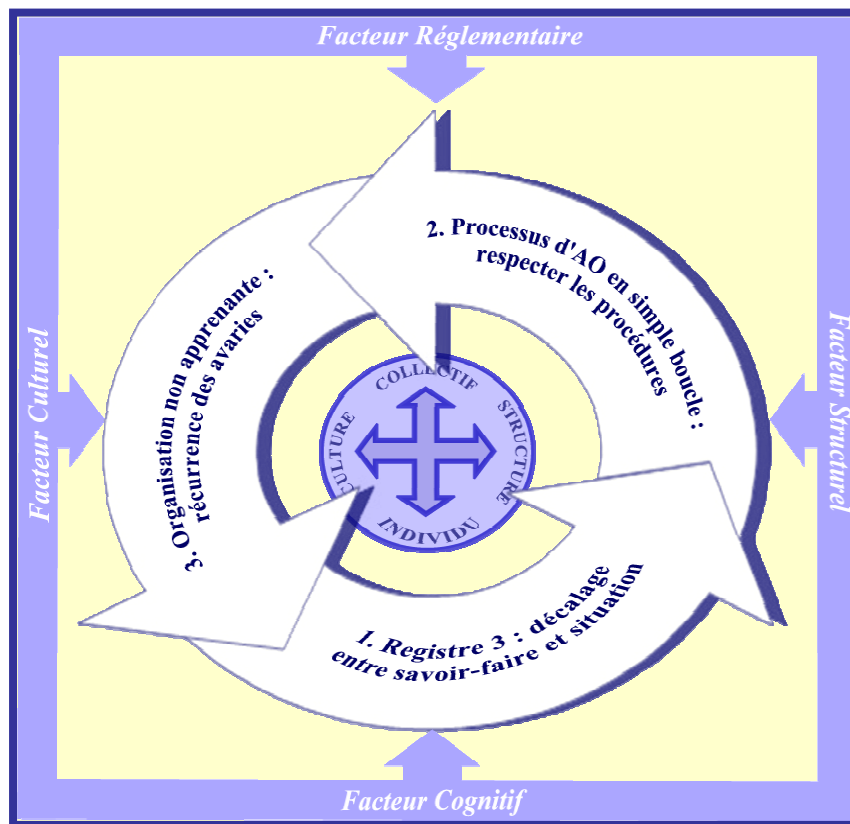 Facteur Réglementaire
2. Processus d'AO en simple boucle :
respecter les procédures
3. Organisation non apprenante :
récurrence des avaries
Facteur Culturel
Facteur Structurel
COLLECTIF
CULTURE
STRUCTURE
INDIVIDU
1. Registre 3 : décalage
entre savoir-faire et situation
Facteur Cognitif